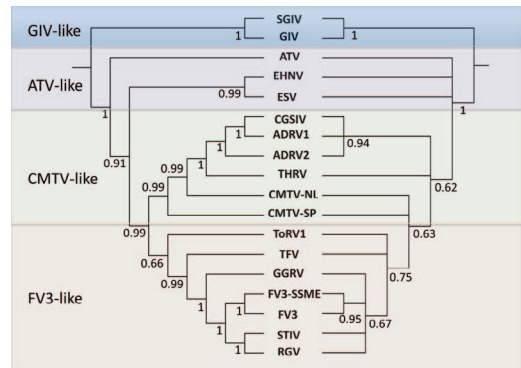 GIV-like
SGIV
GIV
1
1
ATV-like
ATV
EHNV
ESV
0.99
1
1
0.91
CMTV-like
CGSIV
ADRV1
ADRV2
THRV
CMTV-NL
CMTV-SP
1
1
1
0.99
0.99
0.99
0.94
0.62
0.63
FV3-like
ToRV1
TFV
GGRV
FV3-SSME
FV3
STIV
RGV
0.66
0.99
1
1
1
1
0.75
0.95
0.67